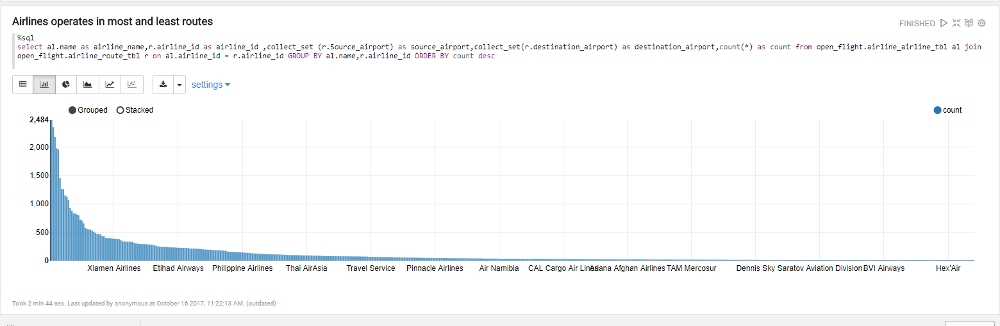 Airlines operates in most and least routes
FINISHED
%sql
select al.name as airline_name,r.airline_id as airline_id ,collect_set (r.Source_airport) as source_airport,collect_set(r.destination_airport) as destination_airport,count(*) as count from open_flight.airline_airline_tbl al join
open_flight.airline_route_tbl r on al.airline_id = r.airline_id GROUP BY al.name,r.airline_id ORDER BY count desc
settings
Grouped Stacked count
2,484
2,000
1,500
1,000
500
0
Xiamen Airlines Etihad Airways Philippine Airlines Thai AirAsia Travel Service Pinnacle Airlines Air Namibia CAL Cargo Air Lines Ariana Afghan Airlines TAM Mercosur Dennis Sky Saratov Aviation Division BVI Airways Hex'Air
Took 2 min 44 sec. Last updated by anonymous at October 16 2017, 11:22:13 AM. (outdated)